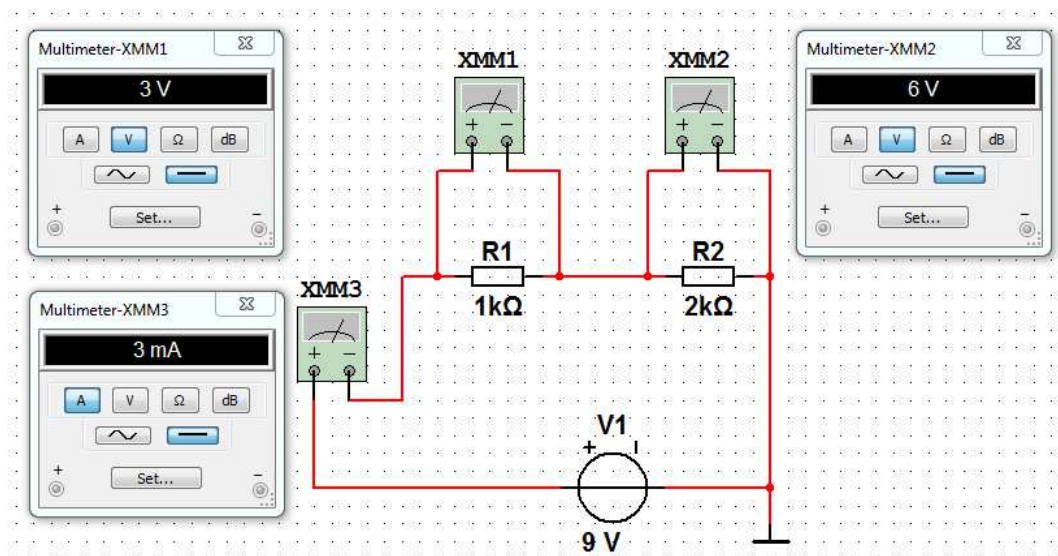 Multimeter-XMM1
3 V
A V Ω dB
+ Set... -
XMM1
+ -
XMM2
+ -
Multimeter-XMM2
6 V
A V Ω dB
+ Set... -
R1
1kΩ
R2
2kΩ
Multimeter-XMM3
3 mA
A V Ω dB
+ Set... -
XMM3
+ -
V1
+ -
9 V